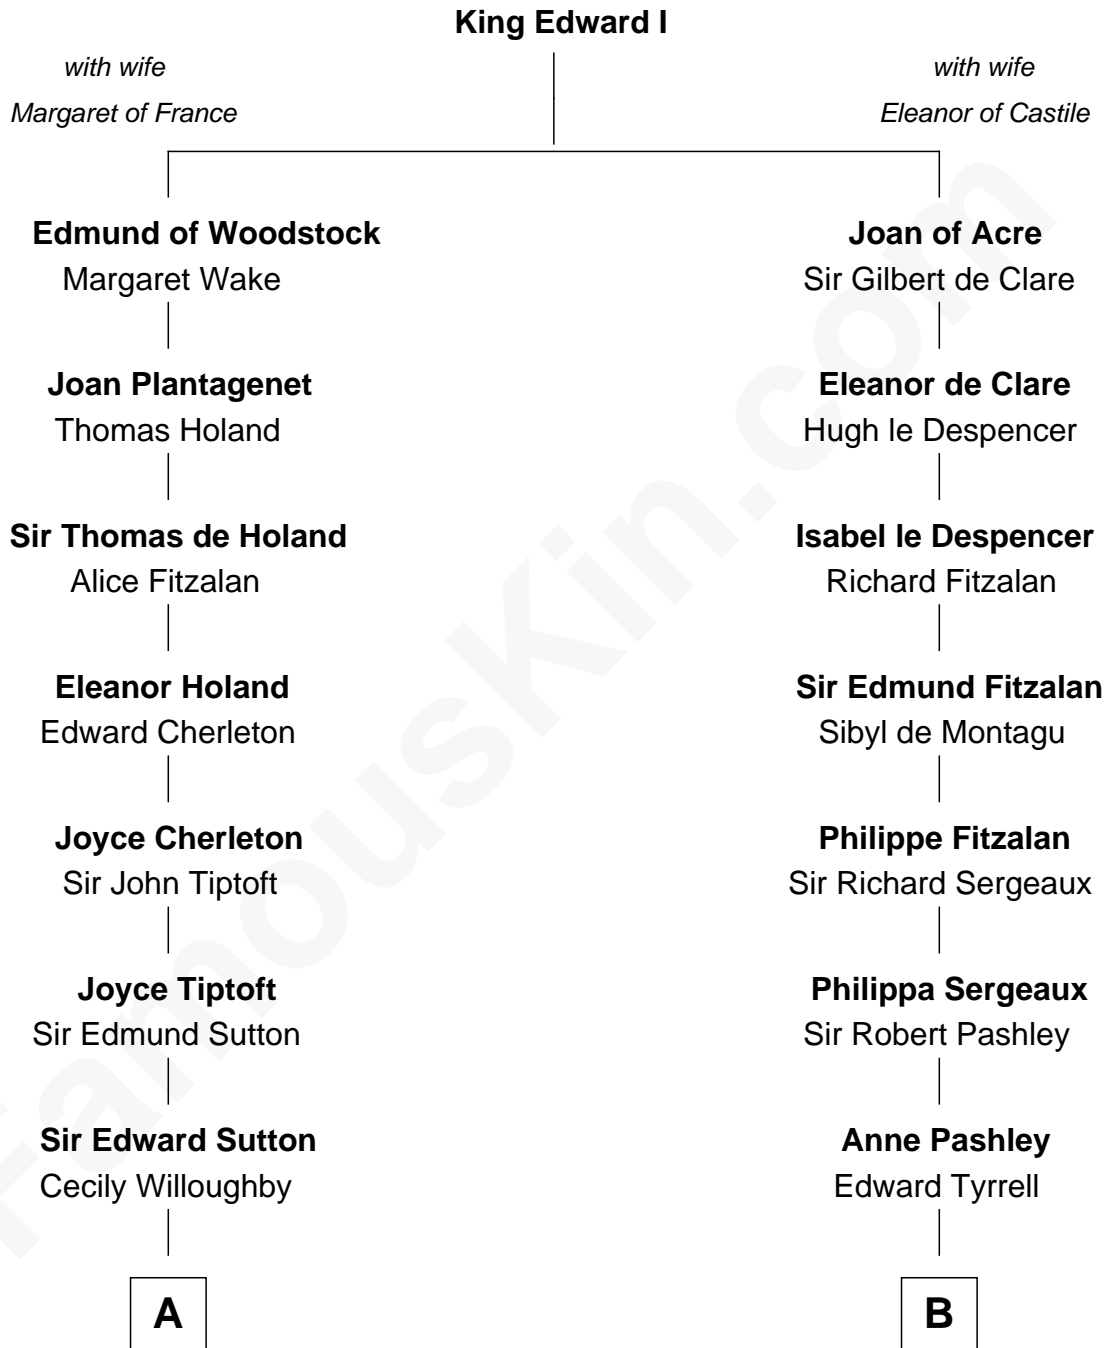 King Edward I
with wife
Margaret of France
with wife
Eleanor of Castile
Edmund of Woodstock
Margaret Wake
Joan of Acre
Sir Gilbert de Clare
Joan Plantagenet
Thomas Holand
Eleanor de Clare
Hugh le Despencer
Sir Thomas de Holand
Alice Fitzalan
Isabel le Despencer
Richard Fitzalan
Eleanor Holand
Edward Cherleton
Sir Edmund Fitzalan
Sibyl de Montagu
Joyce Cherleton
Sir John Tiptoft
Philippe Fitzalan
Sir Richard Sergeaux
Joyce Tiptoft
Sir Edmund Sutton
Philippa Sergeaux
Sir Robert Pashley
Sir Edward Sutton
Cecily Willoughby
Anne Pashley
Edward Tyrrell
A
B
FamousKin.com